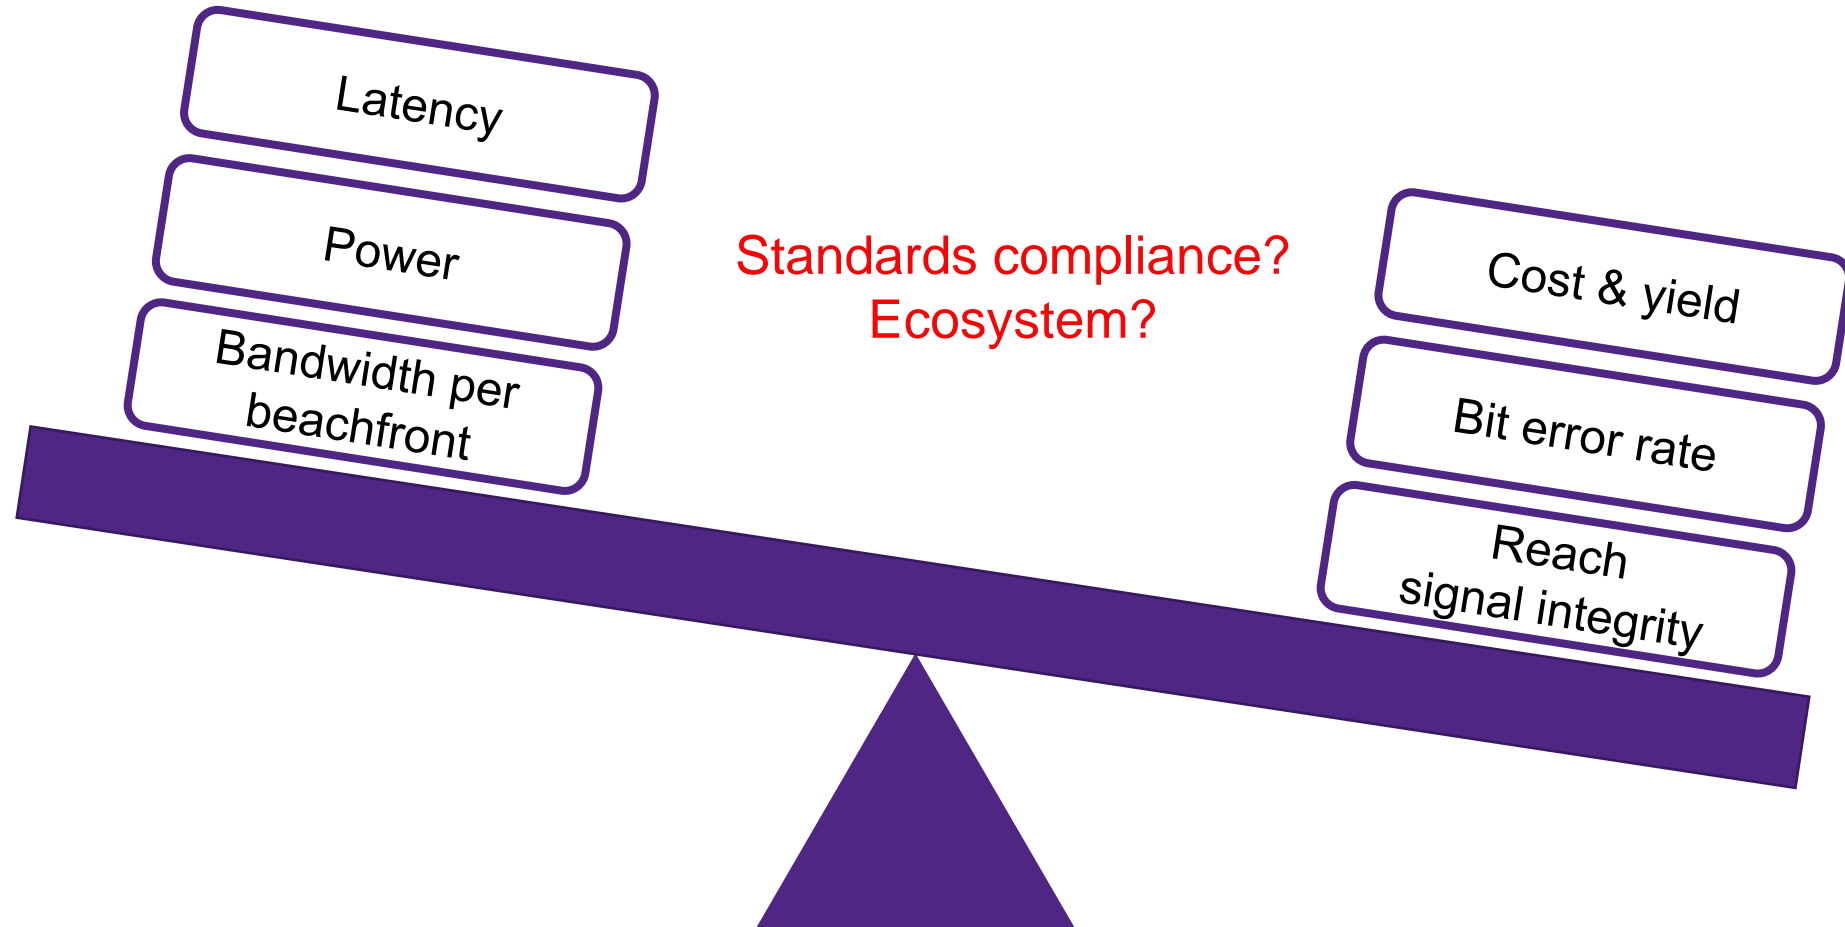 Latency
Power
Bandwidth per
beachfront
Standards compliance?
Ecosystem?
Cost & yield
Bit error rate
Reach
signal integrity